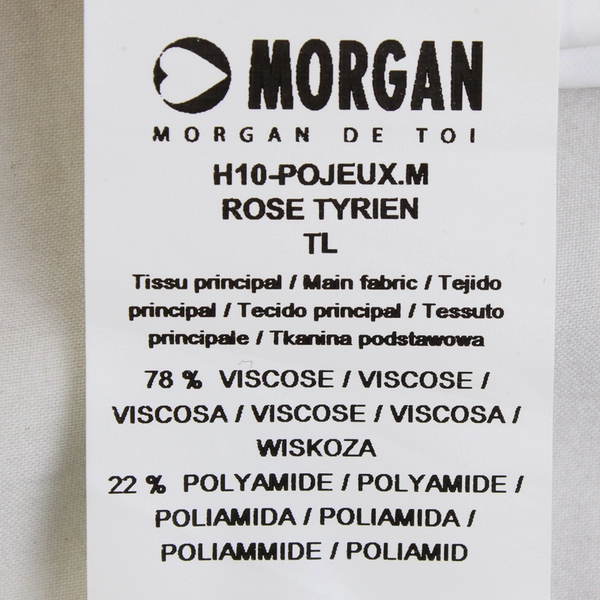 MORGAN
MORGAN DE TOI
H10-POJEUX.M
ROSE TYRIEN
TL
Tissu principal / Main fabric / Tejido
principal / Tecido principal / Tessuto
principale / Tkanina podstawowa
78 % VISCOSE / VISCOSE /
VISCOSA / VISCOSE / VISCOSA /
WISKOZA
22 % POLYAMIDE / POLYAMIDE /
POLIAMIDA / POLIAMIDA /
POLIAMMIDE / POLIAMID